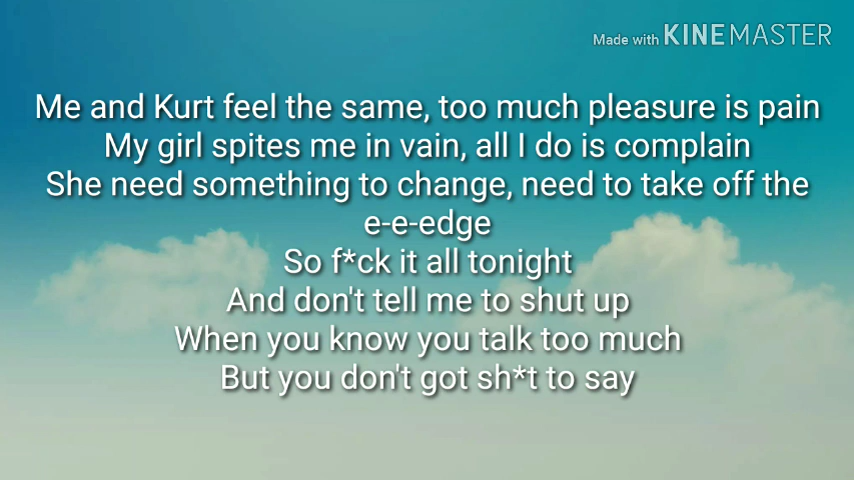 Made with KINEMASTER
Me and Kurt feel the same, too much pleasure is pain
My girl spites me in vain, all I do is complain
She need something to change, need to take off the
e-e-edge
So f*ck it all tonight
And don't tell me to shut up
When you know you talk too much
But you don't got sh*t to say